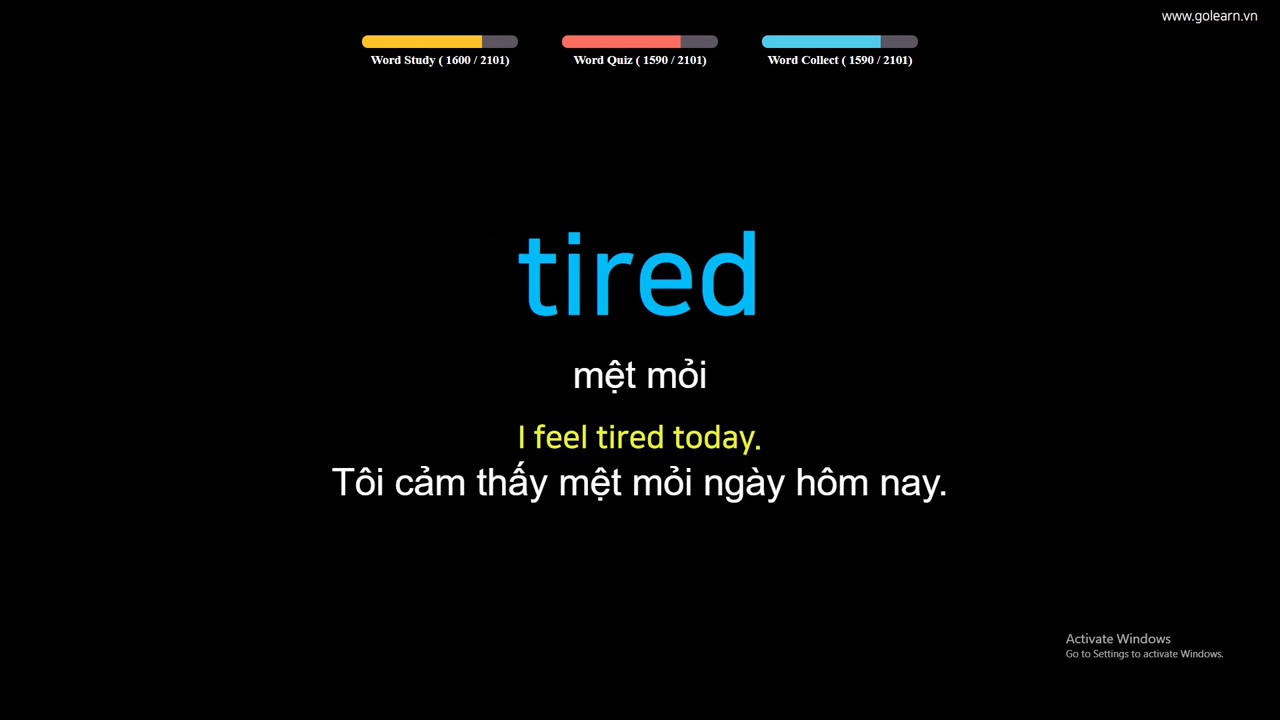 www.golearn.vn
Word Study ( 1600 / 2101)
Word Quiz ( 1590 / 2101)
Word Collect ( 1590 / 2101)
tired
mệt mỏi
I feel tired today.
Tôi cảm thấy mệt mỏi ngày hôm nay.
Activate Windows
Go to Settings to activate Windows.